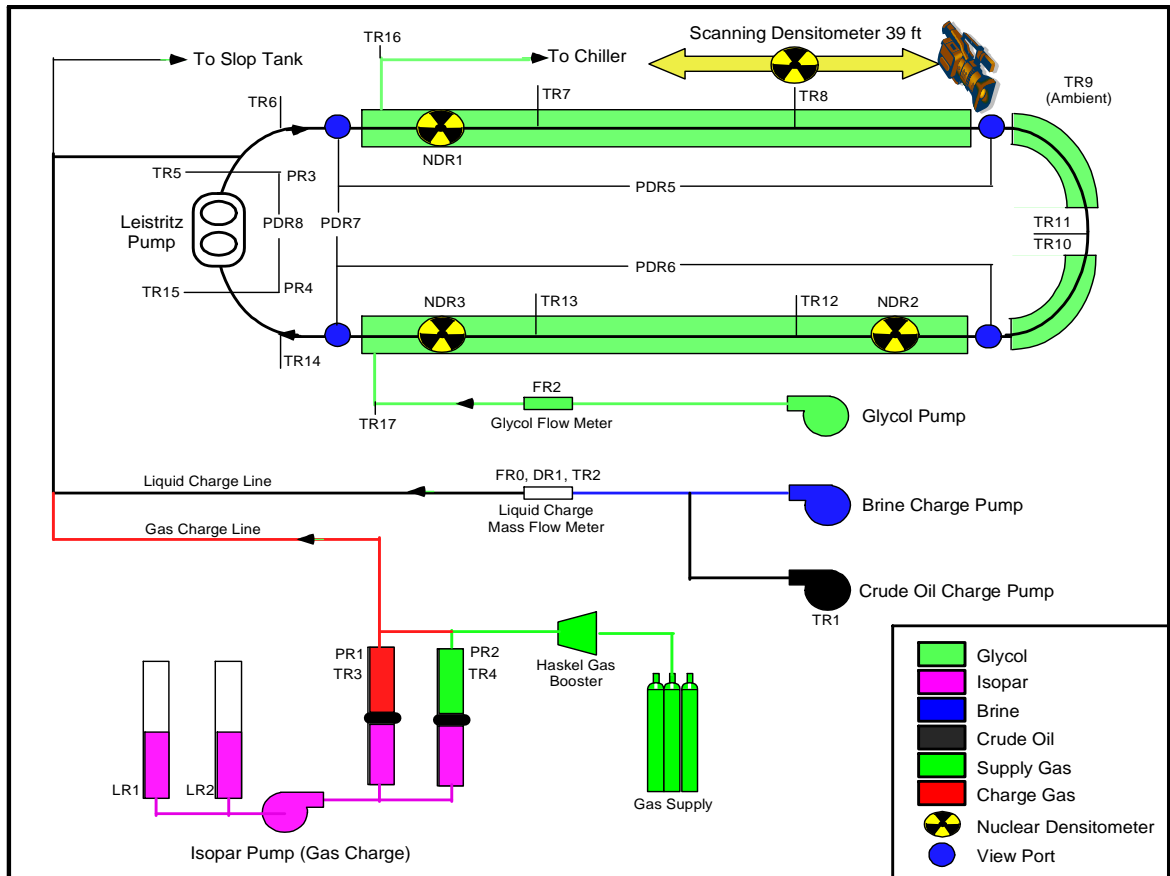 To Slop Tank
TR16
To Chiller
Scanning Densitometer 39 ft
TR9
(Ambient)
TR6
TR7
TR8
NDR1
TR5
PR3
PDR5
Leistritz
Pump
PDR8
PDR7
TR11
TR10
PDR6
TR15
PR4
NDR3
TR13
TR12
NDR2
TR14
FR2
TR17
Glycol Flow Meter
Glycol Pump
Liquid Charge Line
FR0, DR1, TR2
Liquid Charge
Mass Flow Meter
Brine Charge Pump
Gas Charge Line
Crude Oil Charge Pump
TR1
PR1
TR3
PR2
TR4
Haskel Gas
Booster
LR1
LR2
Gas Supply
Isopar Pump (Gas Charge)
Glycol
Isopar
Brine
Crude Oil
Supply Gas
Charge Gas
Nuclear Densitometer
View Port